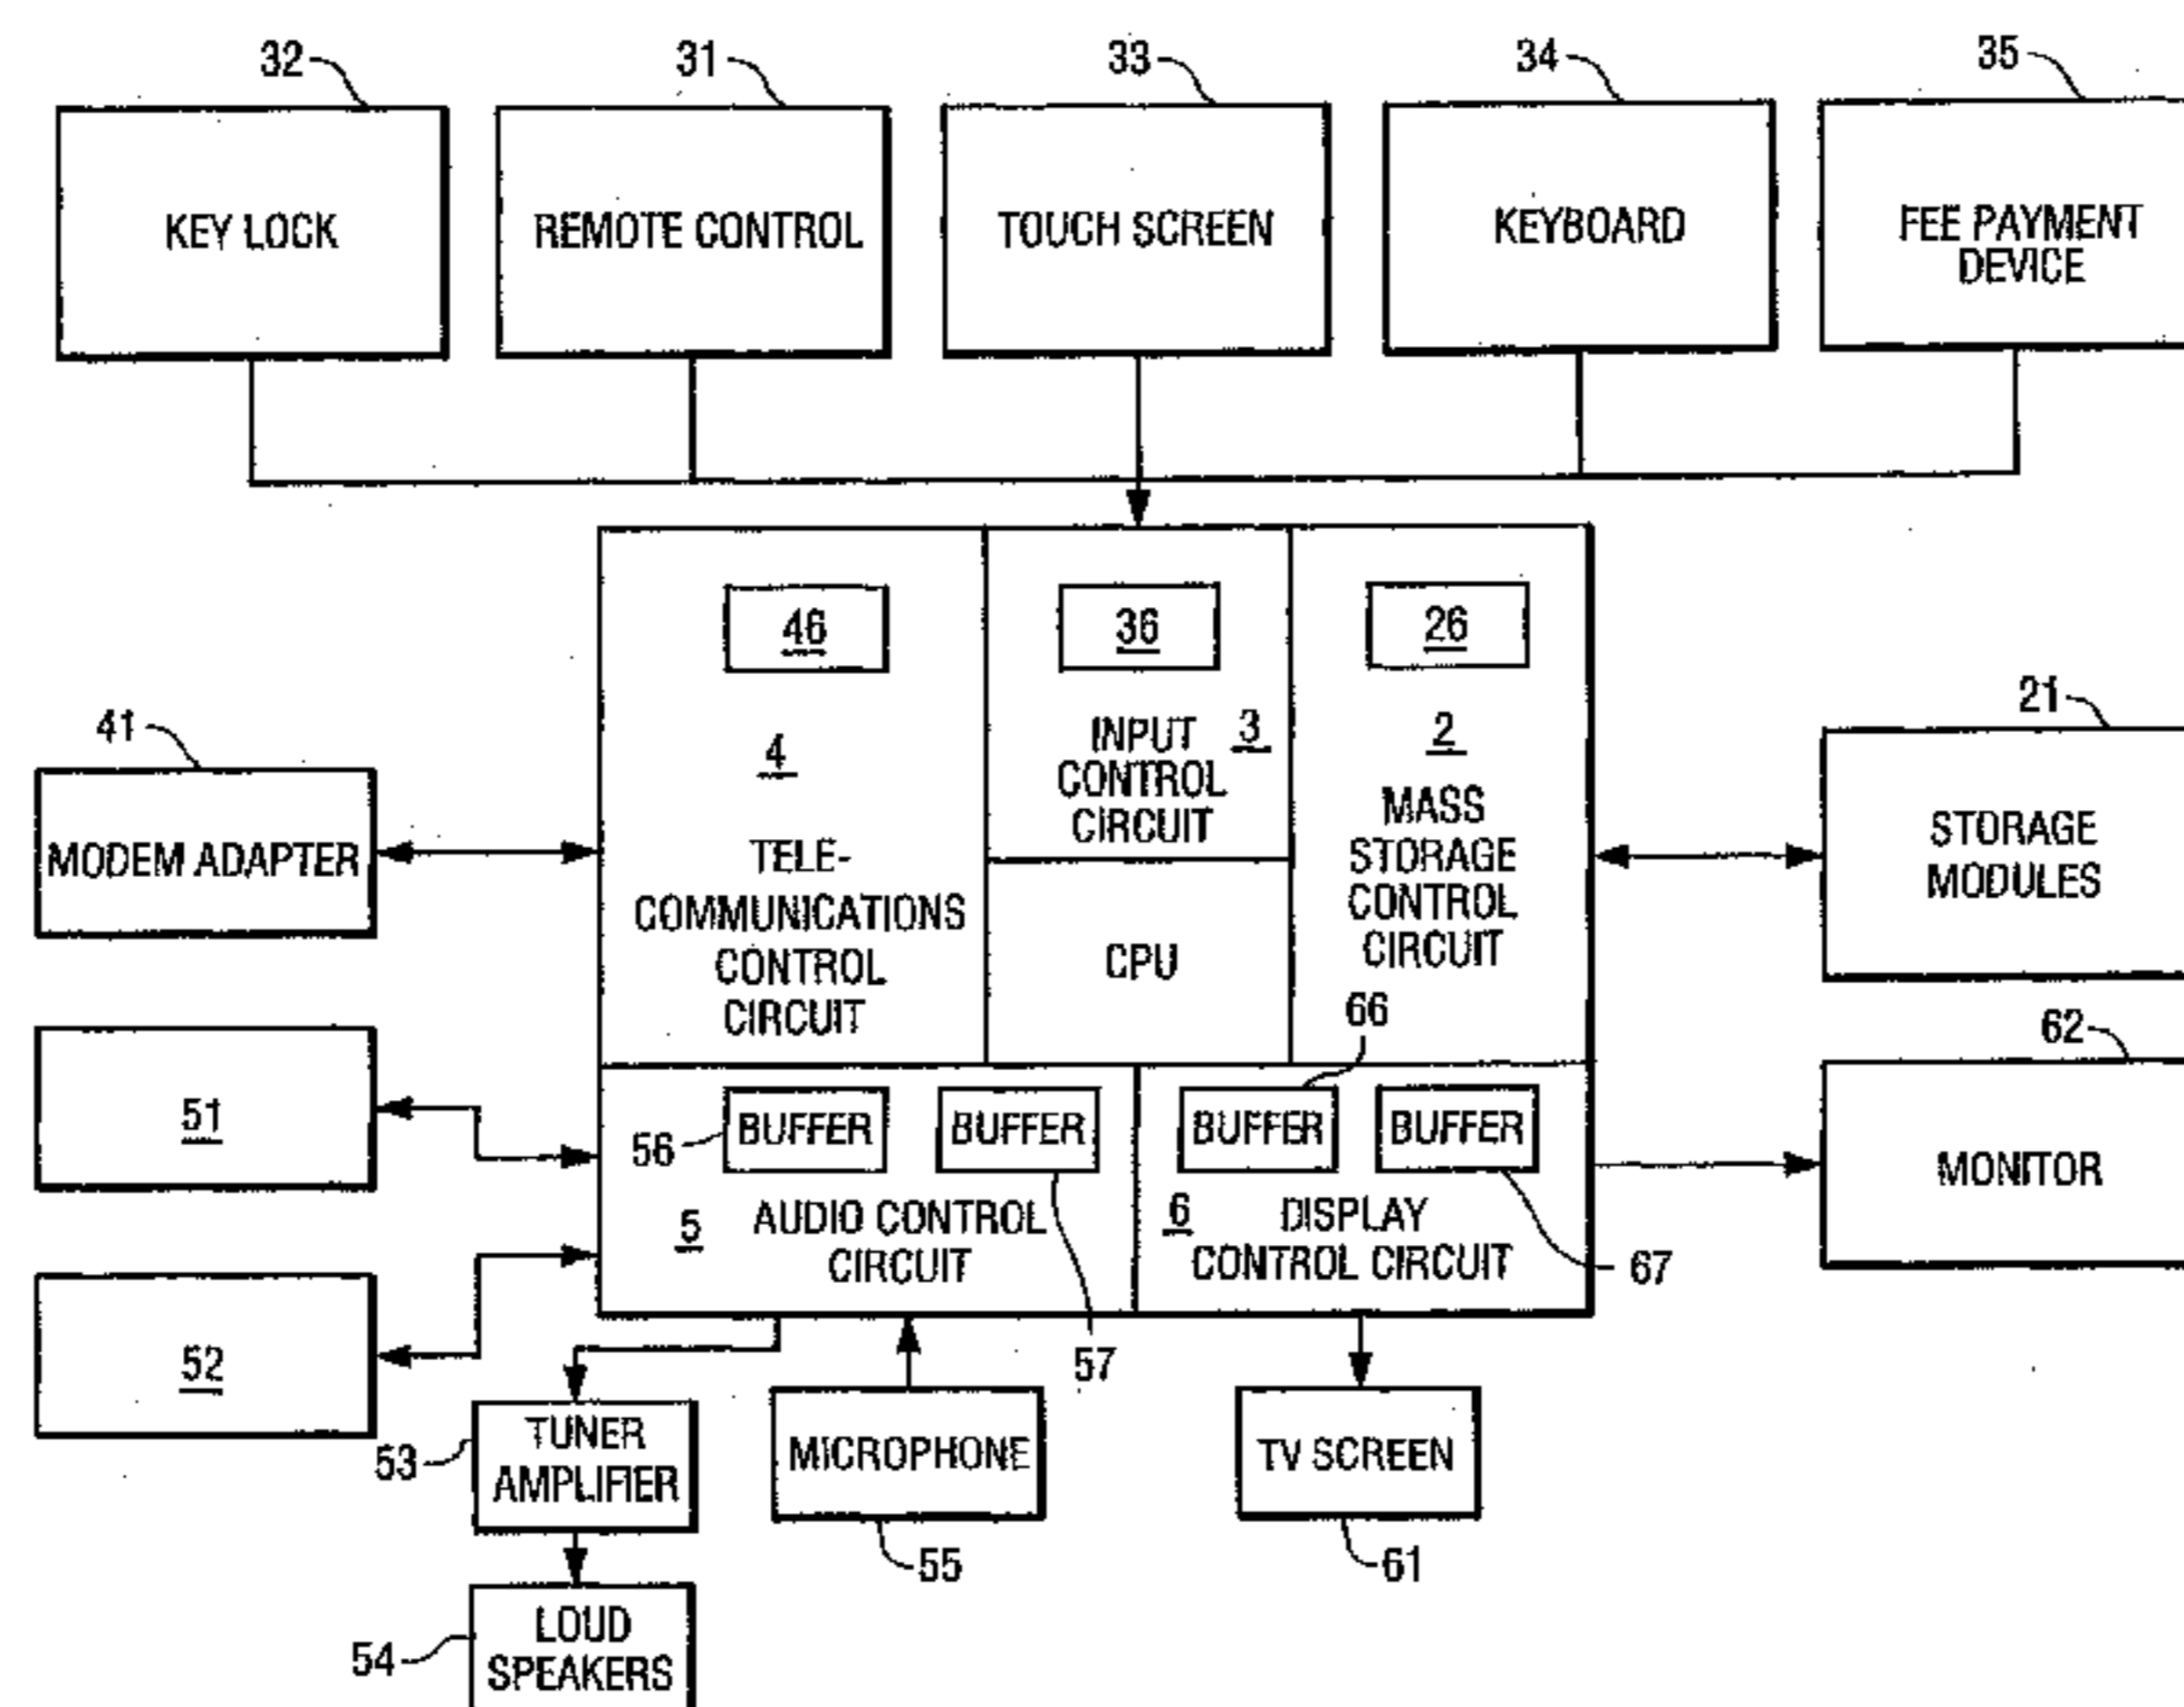 32
31
33
34
35
KEY LOCK
REMOTE CONTROL
TOUCH SCREEN
KEYBOARD
FEE PAYMENT
DEVICE
46
4
TELE-
COMMUNICATIONS
CONTROL
CIRCUIT
36
INPUT
CONTROL
CIRCUIT
3
CPU
26
2
MASS
STORAGE
CONTROL
CIRCUIT
41
MODEM ADAPTER
21
STORAGE
MODULES
51
52
56
BUFFER
BUFFER
57
5
AUDIO CONTROL
CIRCUIT
66
BUFFER
BUFFER
67
6
DISPLAY
CONTROL CIRCUIT
62
MONITOR
53
TUNER
AMPLIFIER
MICROPHONE
55
TV SCREEN
61
54
LOUD
SPEAKERS